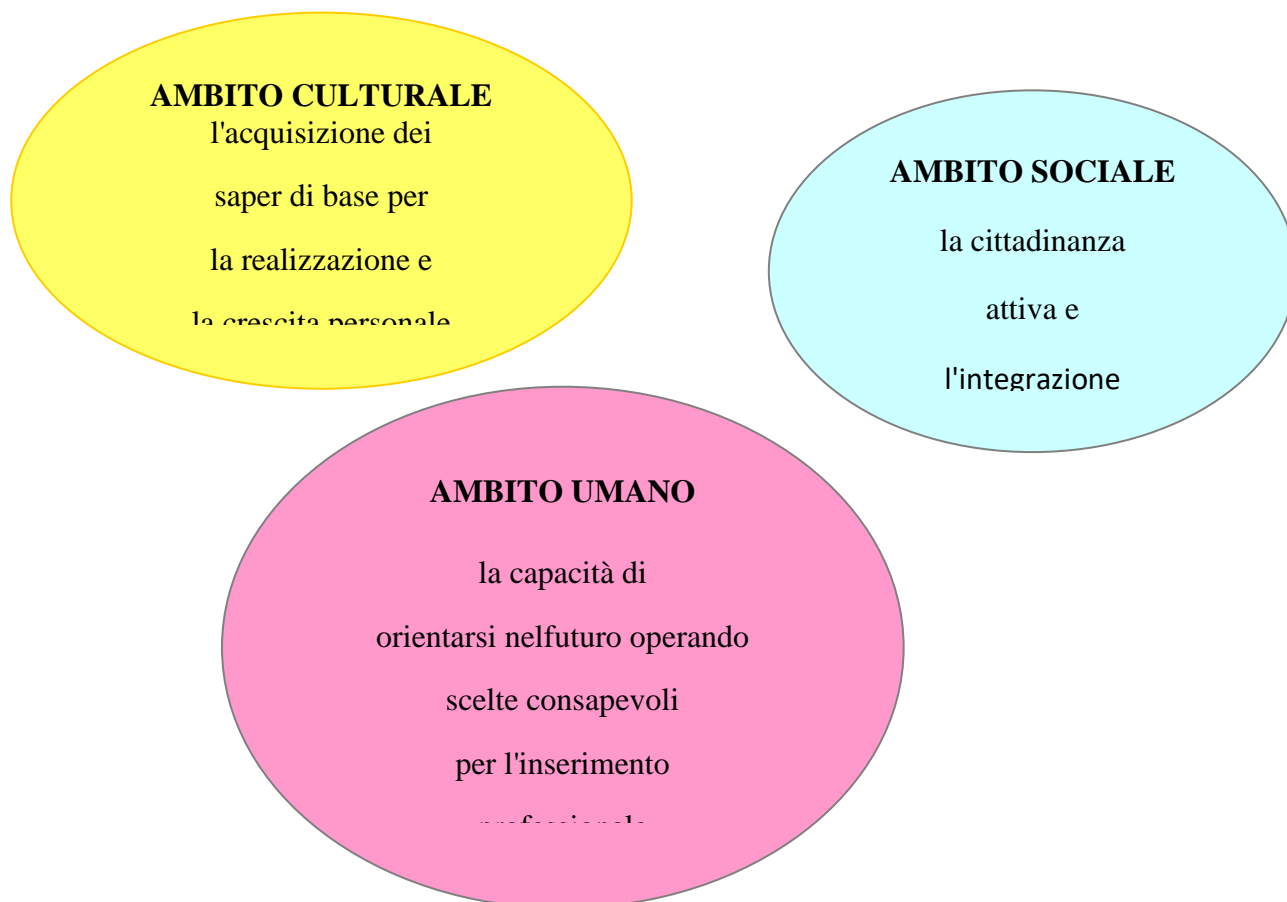 AMBITO CULTURALE
l'acquisizione dei
saper di base per
la realizzazione e
la crescita personale
AMBITO SOCIALE
la cittadinanza
attiva e
l'integrazione
AMBITO UMANO
la capacità di
orientarsi nelfuturo operando
scelte consapevoli
per l'inserimento
professionale